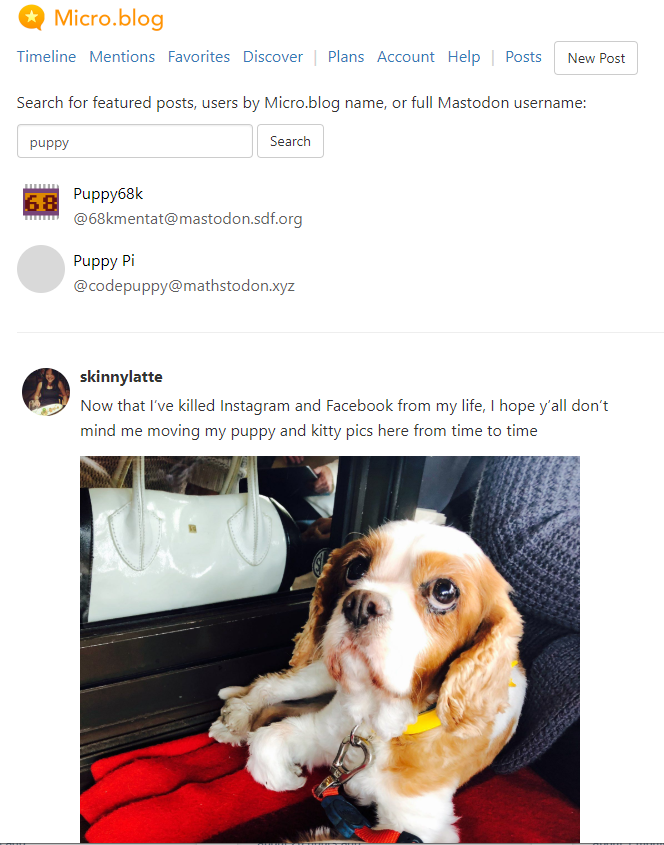 Micro.blog
Timeline Mentions Favorites Discover | Plans Account Help | Posts New Post
Search for featured posts, users by Micro.blog name, or full Mastodon username:
puppy Search
68
Puppy68k
@68kmentat@mastodon.sdf.org
Puppy Pi
@codepuppy@mathstodon.xyz
skinnylatte
Now that I've killed Instagram and Facebook from my life, I hope y'all don't
mind me moving my puppy and kitty pics here from time to time